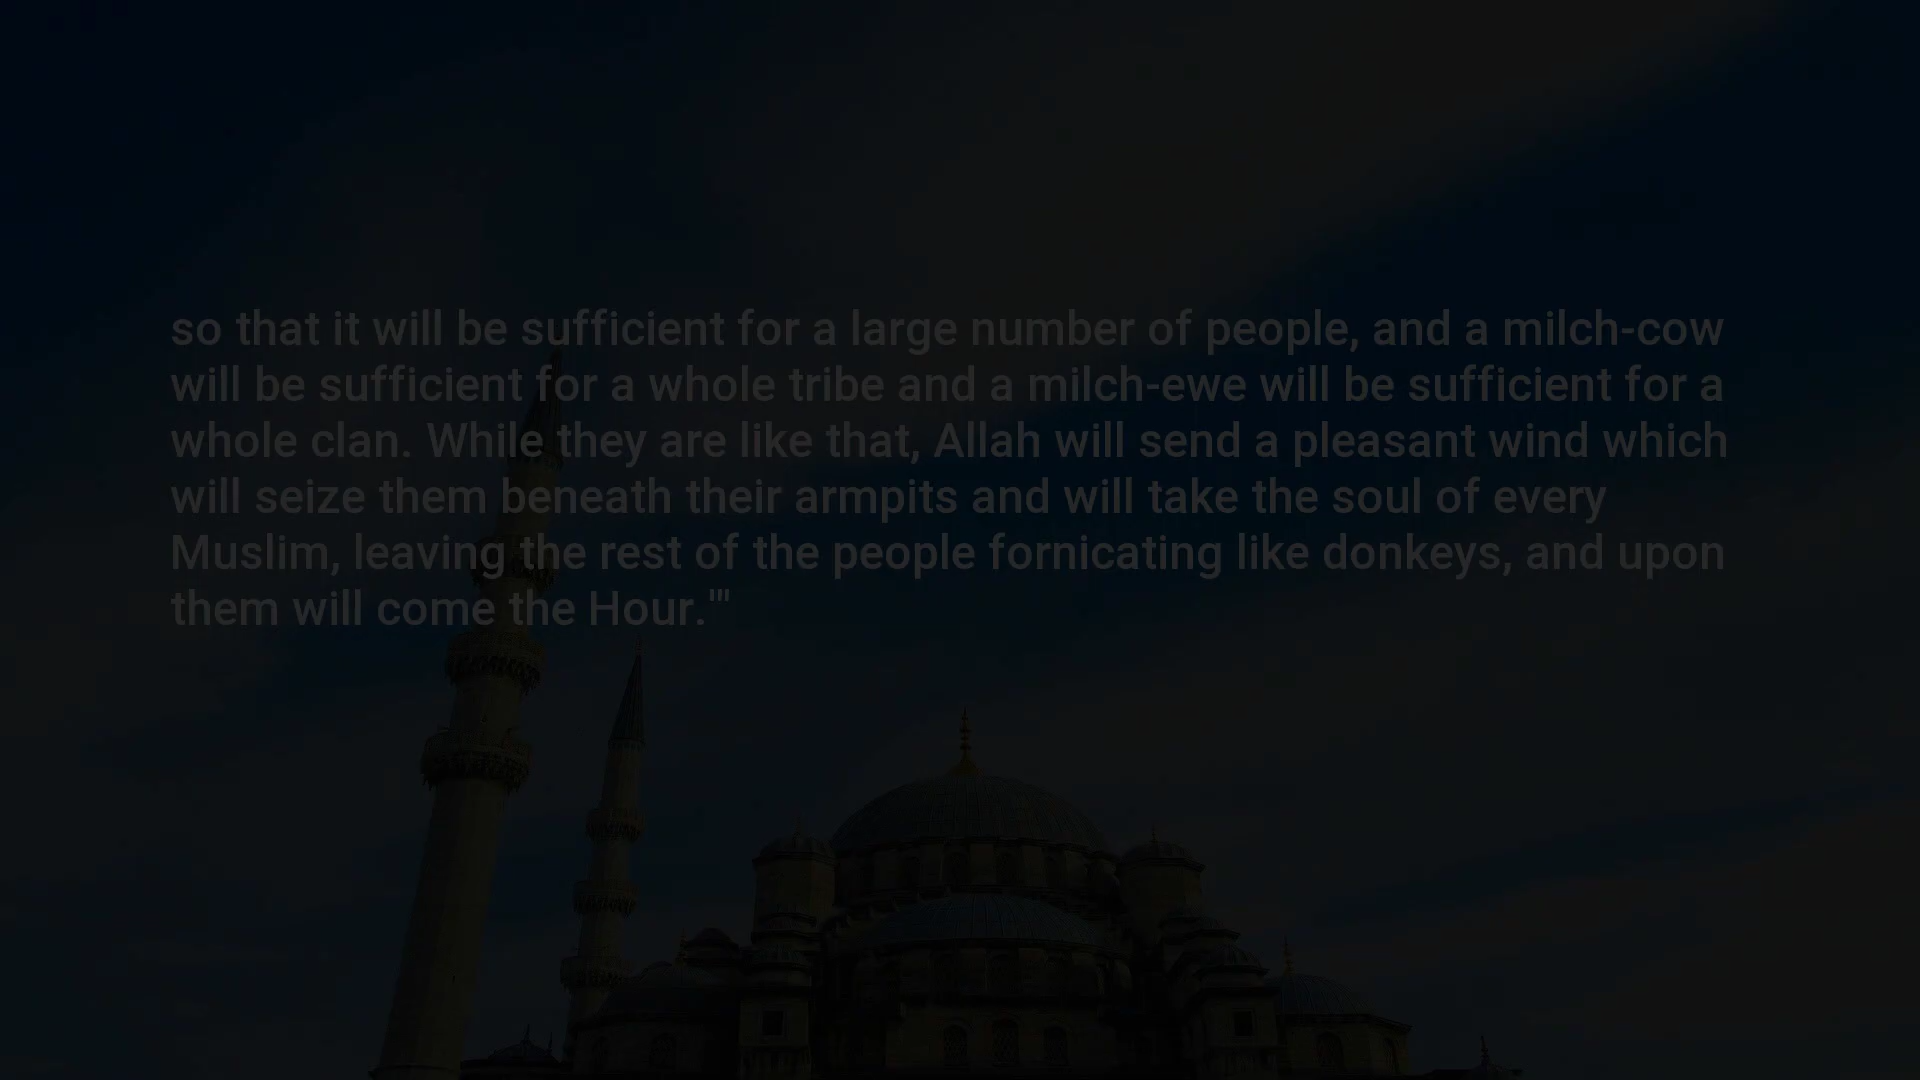 so that it will be sufficient for a large number of people, and a milch-cow
will be sufficient for a whole tribe and a milch-ewe will be sufficient for a
whole clan. While they are like that, Allah will send a pleasant wind which
will seize them beneath their armpits and will take the soul of every
Muslim, leaving the rest of the people fornicating like donkeys, and upon
them will come the Hour.'"